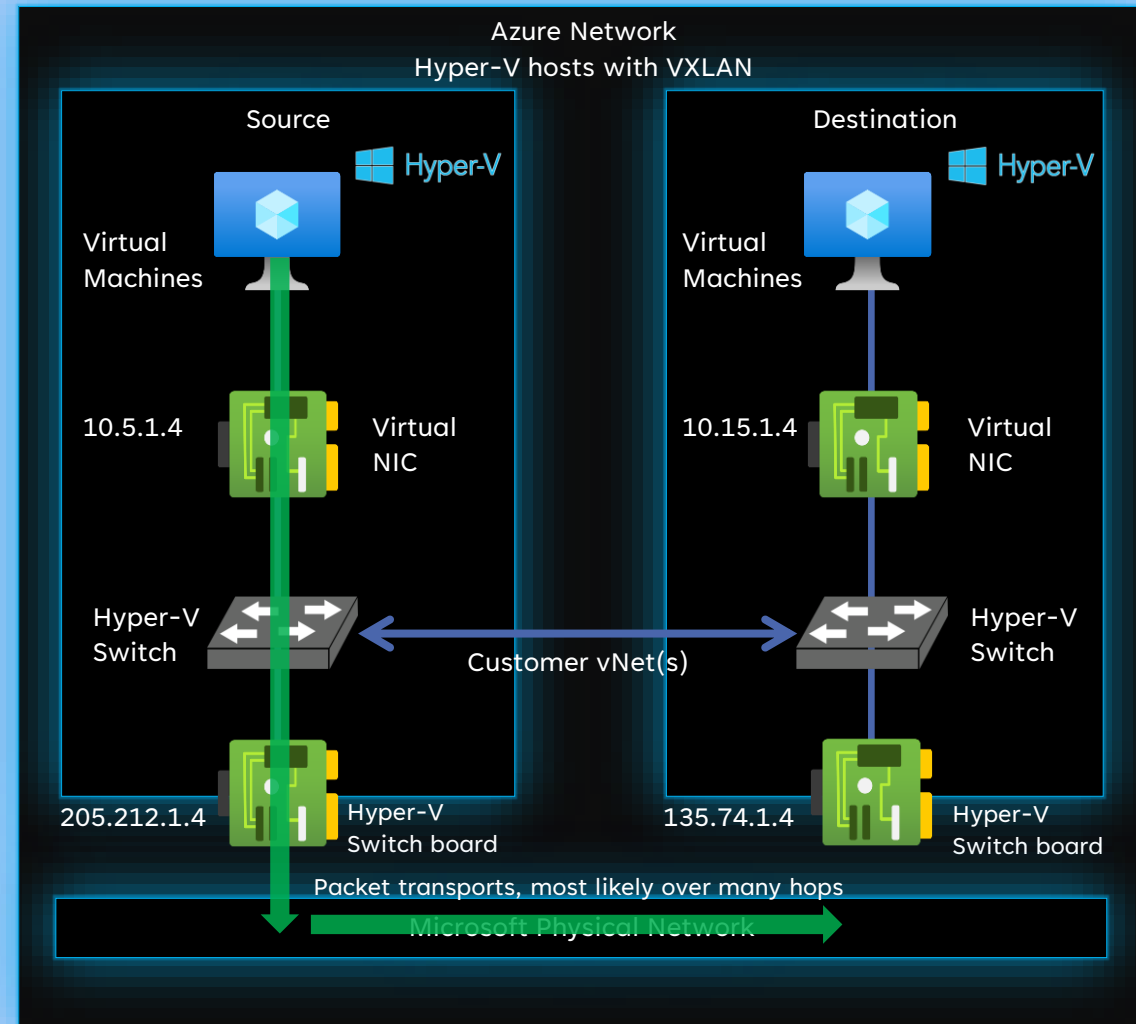 Azure Network
Hyper-V hosts with VXLAN
Source
Hyper-V
Virtual
Machines
10.5.1.4
Virtual
NIC
Hyper-V
Switch
205.212.1.4
Hyper-V
Switch board
Customer vNet(s)
Destination
Hyper-V
Virtual
Machines
10.15.1.4
Virtual
NIC
Hyper-V
Switch
135.74.1.4
Hyper-V
Switch board
Packet transports, most likely over many hops
Microsoft Physical Network